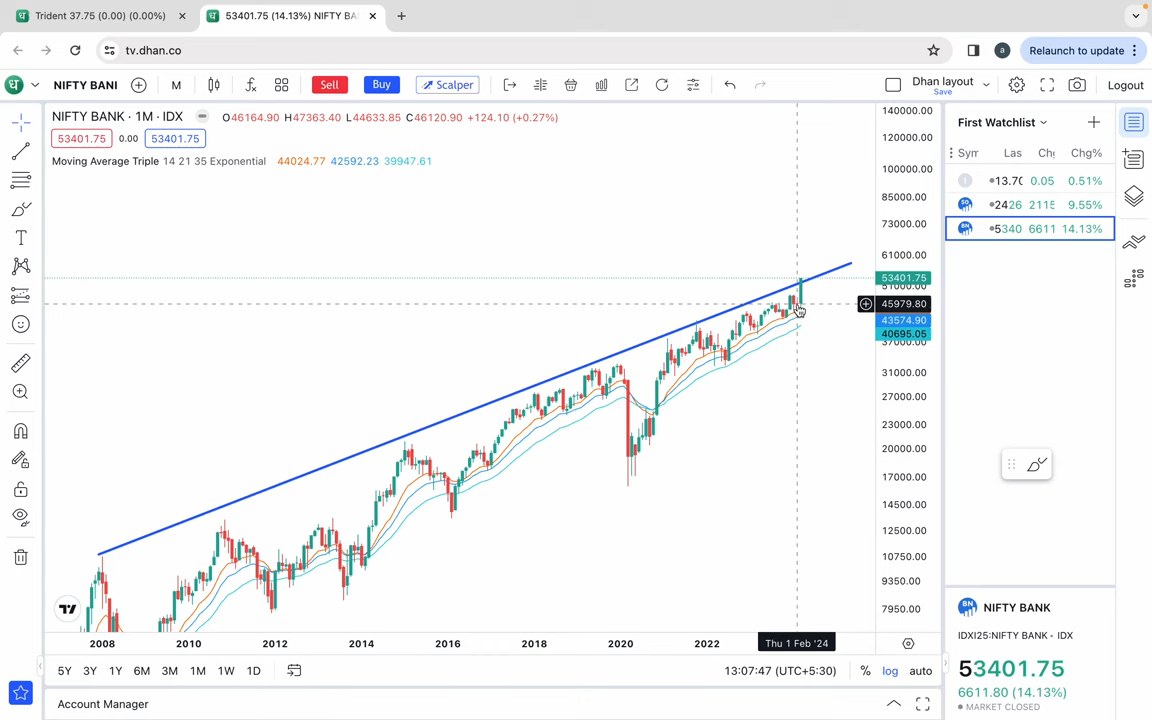 Trident 37.75 (0.00) (0.00%)
53401.75 (14.13%) NIFTY BAI
tv.dhan.co
a
Relaunch to update
NIFTY BANI
M
Sell
Buy
Scalper
Dhan layout
Save
Logout
NIFTY BANK · 1M · IDX
O46164.90 H47363.40 L44633.85 C46120.90 +124.10 (+0.27%)
53401.75
0.00
53401.75
Moving Average Triple 14 21 35 Exponential 44024.77 42592.23 39947.61
140000.00
120000.00
100000.00
85000.00
73000.00
61000.00
53401.75
51000.00
45979.80
43574.90
40695.05
37000.00
31000.00
27000.00
23000.00
20000.00
17000.00
14500.00
12500.00
10750.00
9350.00
7950.00
First Watchlist
Sym Las Chg Chg%
I 13.70 0.05 0.51%
2426 2115 9.55%
BN 5340 6611 14.13%
2008 2010 2012 2014 2016 2018 2020 2022 Thu 1 Feb '24
5Y 3Y 1Y 6M 3M 1M 1W 1D
13:07:47 (UTC+5:30) % log auto
Account Manager
BN NIFTY BANK
IDXI25:NIFTY BANK · IDX
53401.75
6611.80 (14.13%)
MARKET CLOSED